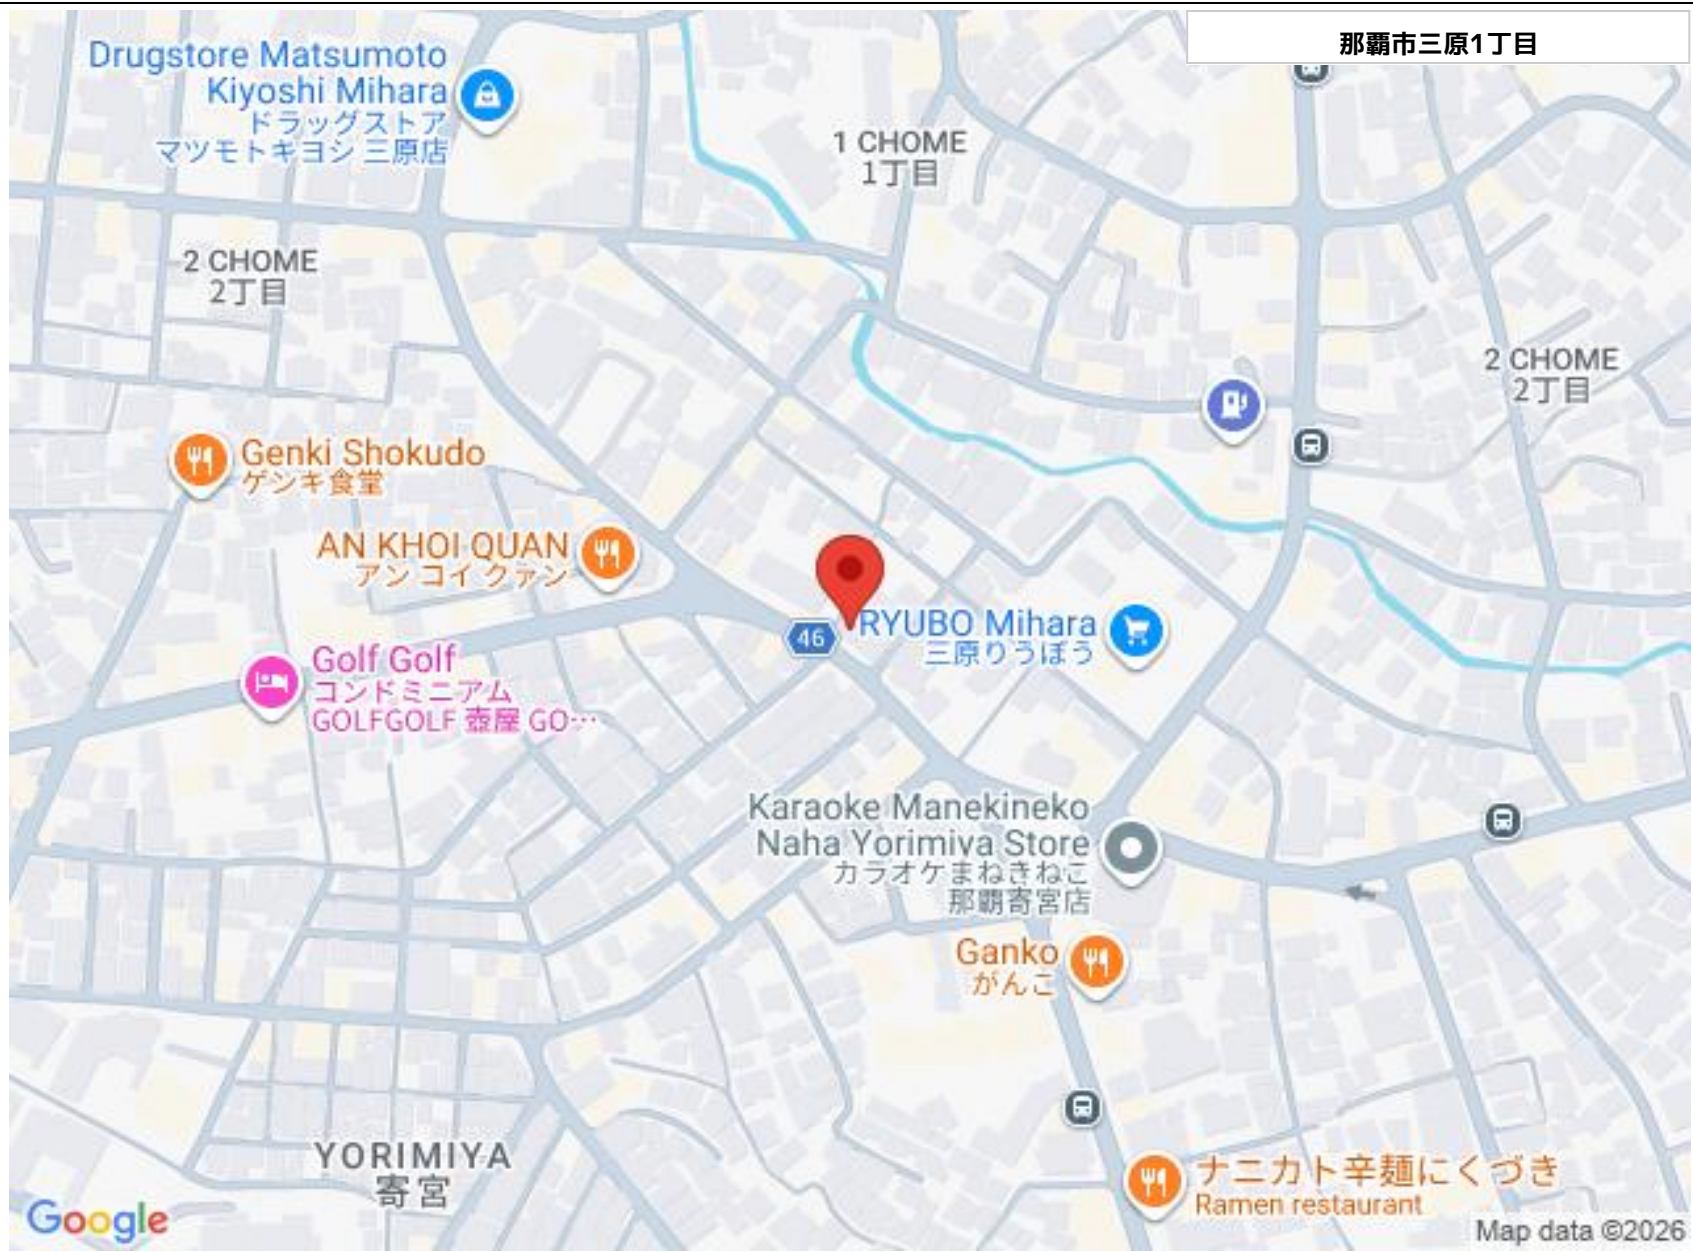 那覇市三原1丁目
Drugstore Matsumoto
Kiyoshi Mihara
ドラッグストア
マツモトキヨシ 三原店
1 CHOME
1丁目
2 CHOME
2丁目
2 CHOME
2丁目
Genki Shokudo
ゲンキ食堂
AN KHOI QUAN
アン コイ クァン
46
RYUBO Mihara
三原りうぼう
Golf Golf
コンドミニアム
GOLFGOLF 壺屋 GO…
Karaoke Manekineko
Naha Yorimiya Store
カラオケまねきねこ
那覇寄宮店
Ganko
がんこ
YORIMIYA
寄宮
ナニカト辛麺にくづき
Ramen restaurant
Google
Map data ©2026